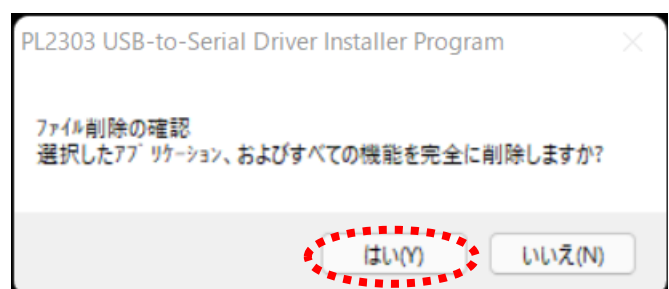 PL2303 USB-to-Serial Driver Installer Program
ﾌｧｲﾙ削除の確認
選択したｱﾌﾟﾘｹｰｼｮﾝ、およびすべての機能を完全に削除しますか?
はい(Y)
いいえ(N)